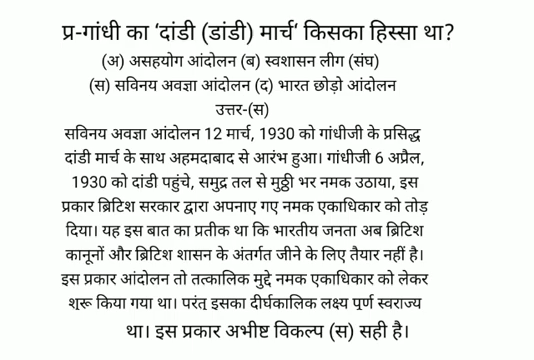 प्र-गांधी का ‘दांडी (डांडी) मार्च‘ किसका हिस्सा था?
(अ) असहयोग आंदोलन (ब) स्वशासन लीग (संघ)
(स) सविनय अवज्ञा आंदोलन (द) भारत छोड़ो आंदोलन
उत्तर-(स)
सविनय अवज्ञा आंदोलन 12 मार्च, 1930 को गांधीजी के प्रसिद्ध
दांडी मार्च के साथ अहमदाबाद से आरंभ हुआ। गांधीजी 6 अप्रैल,
1930 को दांडी पहुंचे, समुद्र तल से मुठ्ठी भर नमक उठाया, इस
प्रकार ब्रिटिश सरकार द्वारा अपनाए गए नमक एकाधिकार को तोड़
दिया। यह इस बात का प्रतीक था कि भारतीय जनता अब ब्रिटिश
कानूनों और ब्रिटिश शासन के अंतर्गत जीने के लिए तैयार नहीं है।
इस प्रकार आंदोलन तो तत्कालिक मुद्दे नमक एकाधिकार को लेकर
शुरू किया गया था। परंतु इसका दीर्घकालिक लक्ष्य पूर्ण स्वराज्य
था। इस प्रकार अभीष्ट विकल्प (स) सही है।